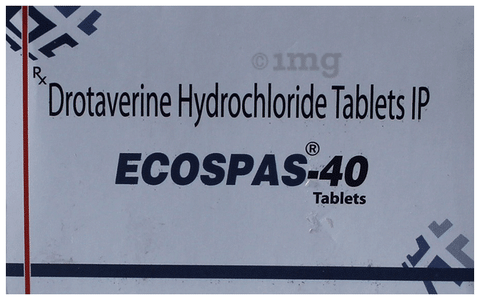 ©1mg
Rx
Drotaverine Hydrochloride Tablets IP
ECOSPAS®-40
Tablets